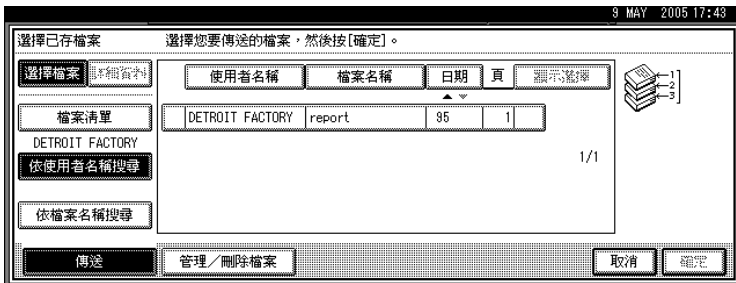 9 MAY 2005 17:43
選擇已存檔案 選擇您要傳送的檔案,然後按[確定]。
選擇檔案 詳細資料 使用者名稱 檔案名稱 日期 頁 顯示選擇
1
2
3
檔案清單 DETROIT FACTORY report 95 1
DETROIT FACTORY
依使用者名稱搜尋 1/1
依檔案名稱搜尋
傳送 管理/刪除檔案 取消 確定